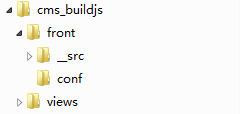 cms_buildjs
front
__src
conf
views